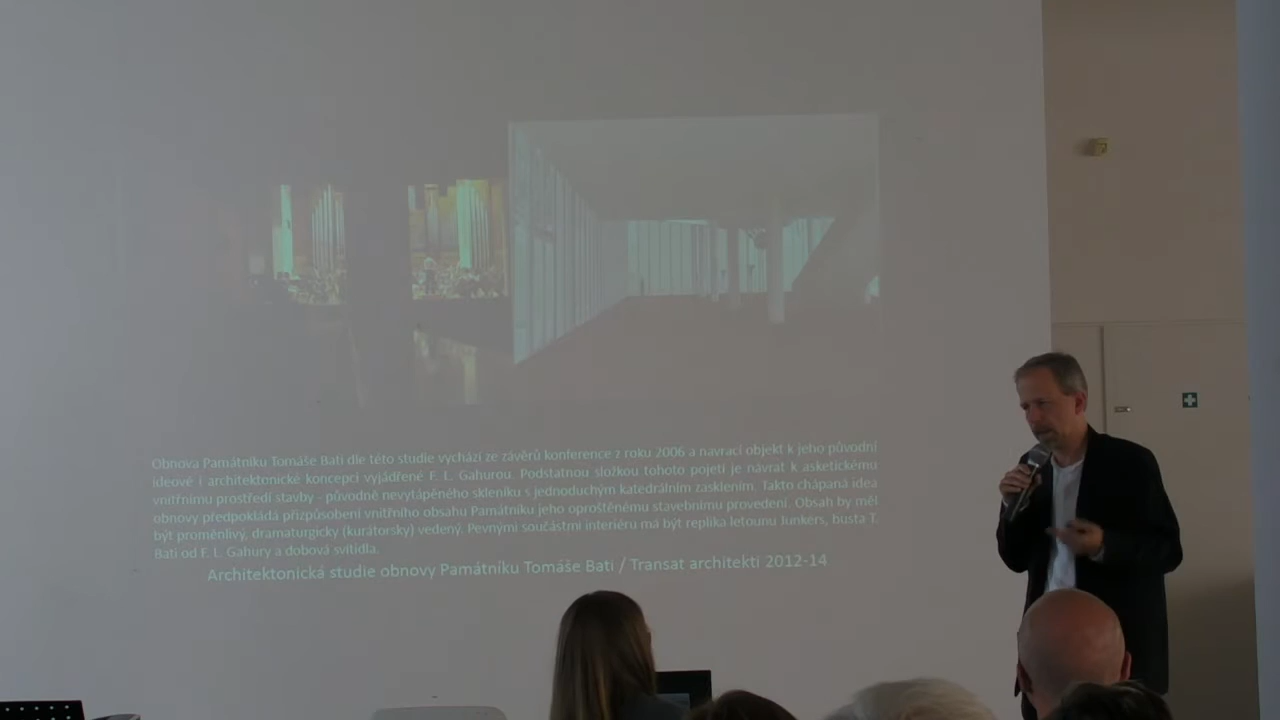 Obnova Památníku Tomáše Bati dle této studie vychází ze závěrů konference z roku 2006 a navrací objekt k jeho původní
ideové i architektonické koncepci vyjádřené F. L. Gahurou. Podstatnou složkou tohoto pojetí je návrat k asketickému
vnitřnímu prostředí stavby - původně nevytápěného skleníku s jednoduchým katedrálním zasklením. Takto chápaná idea
obnovy předpokládá přizpůsobení vnitřního obsahu Památníku jeho oproštěnému stavebnímu provedení. Obsah by měl
být proměnlivý, dramaturgicky (kurátorsky) vedený. Pevnými součástmi interiéru má být replika letounu Junkers, busta T.
Bati od F. L. Gahury a dobová svítidla.
Architektonická studie obnovy Památníku Tomáše Bati / Transat architekti 2012-14